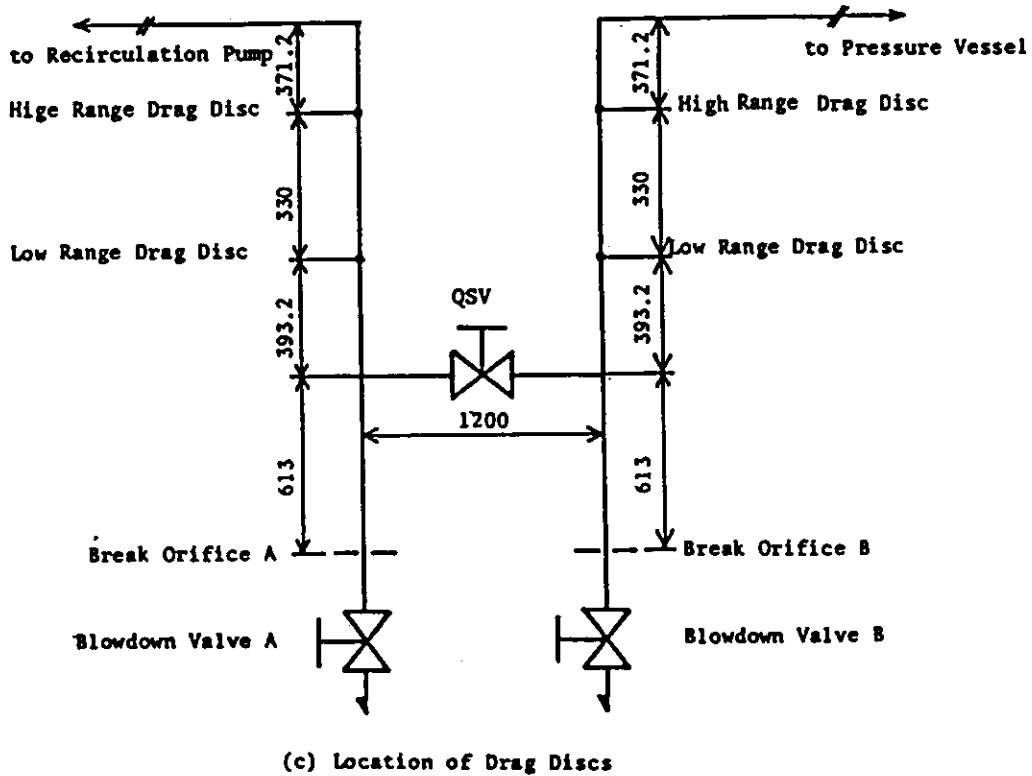 to Recirculation Pump
to Pressure Vessel
371.2
371.2
Hige Range Drag Disc
High Range Drag Disc
330
330
Low Range Drag Disc
Low Range Drag Disc
QSV
393.2
393.2
1200
613
613
Break Orifice A
Break Orifice B
Blowdown Valve A
Blowdown Valve B
(c) Location of Drag Discs